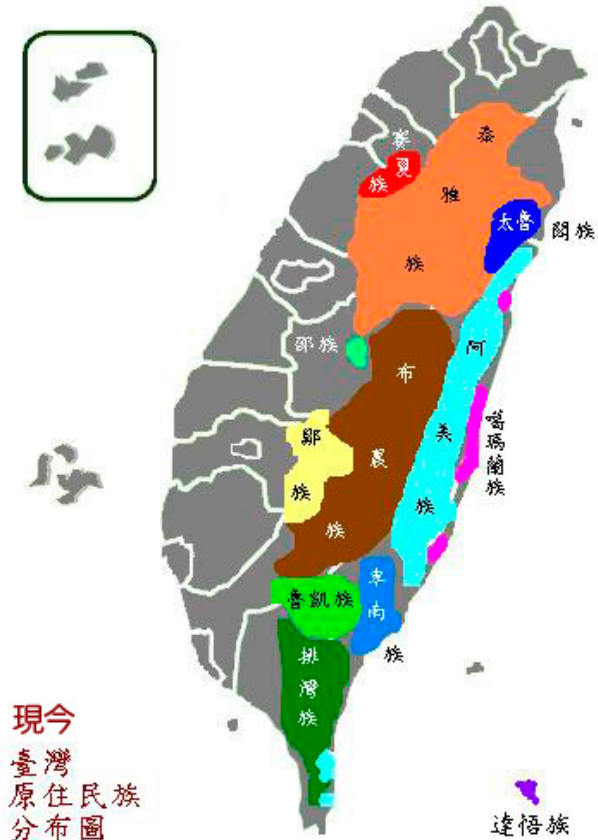 賽夏族
泰雅族
太魯閣族
邵族
布農族
阿美族
鄒族
噶瑪蘭族
魯凱族
卑南族
排灣族
達悟族
現今
臺灣
原住民族
分布圖